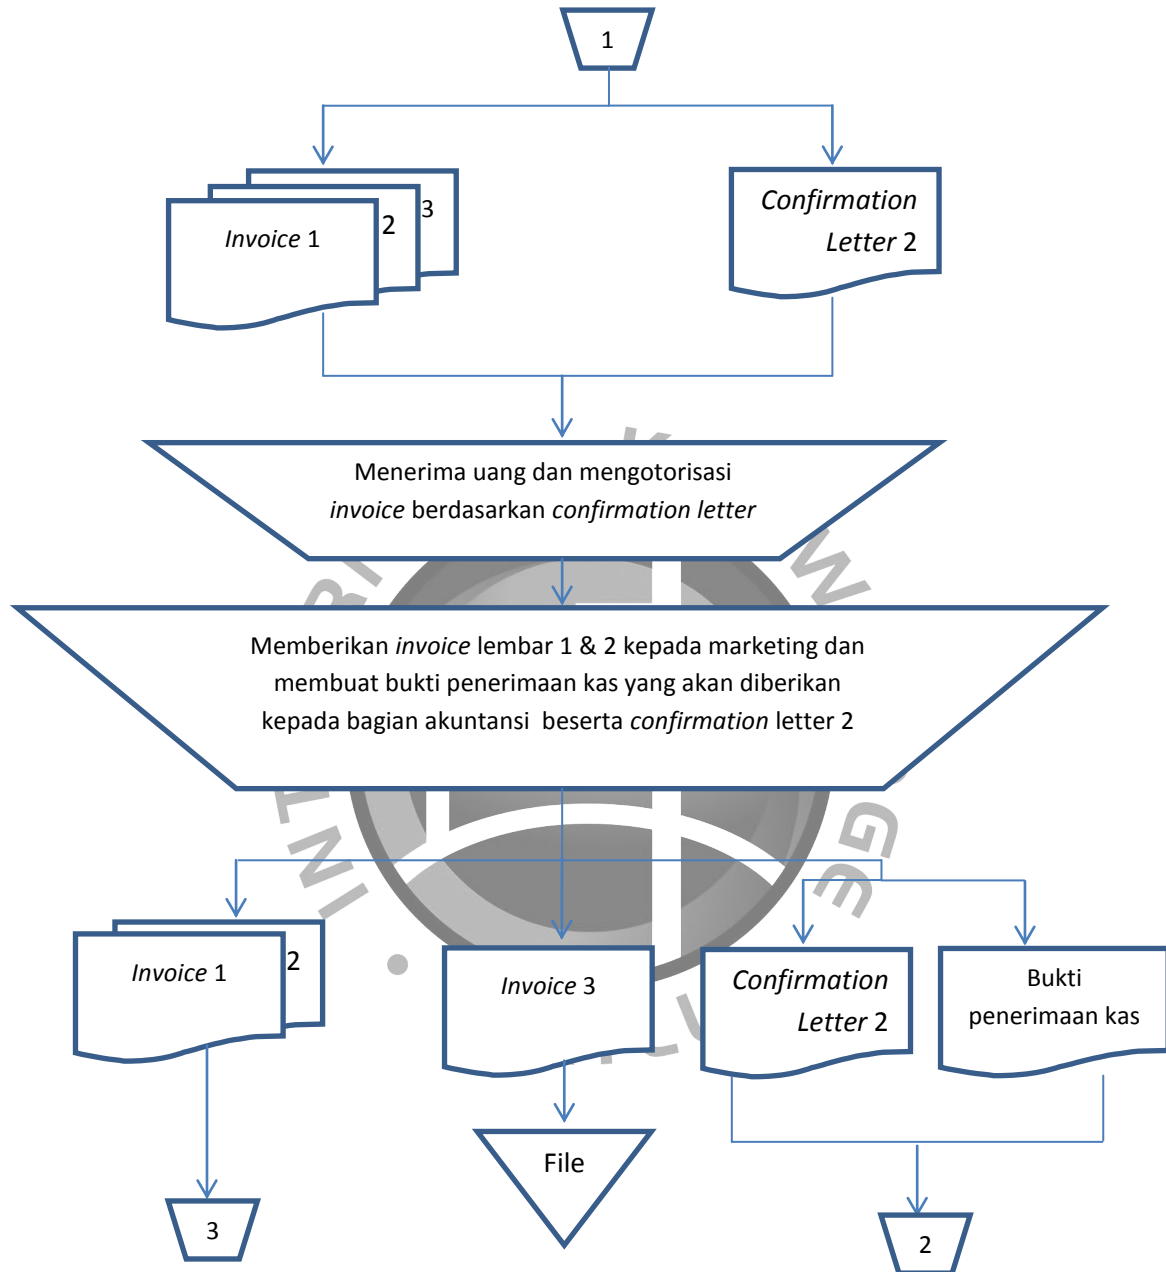 1
Invoice 1
2
3
Confirmation
Letter 2
Menerima uang dan mengotorisasi
invoice berdasarkan confirmation letter
Memberikan invoice lembar 1 & 2 kepada marketing dan
membuat bukti penerimaan kas yang akan diberikan
kepada bagian akuntansi beserta confirmation letter 2
Invoice 1
2
Invoice 3
Confirmation
Letter 2
Bukti
penerimaan kas
File
3
2